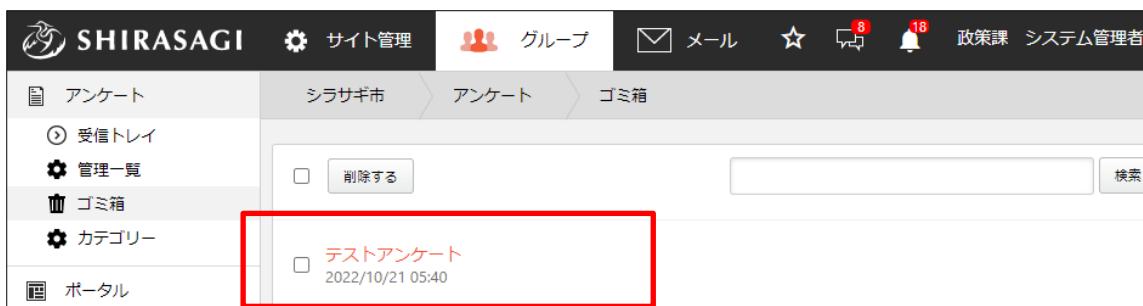 SHIRASAGI サイト管理 グループ メール 8 18 政策課 システム管理者
アンケート シラサギ市 アンケート ゴミ箱
受信トレイ
管理一覧 削除する 検索
ゴミ箱
カテゴリー テストアンケート
2022/10/21 05:40
ポータル